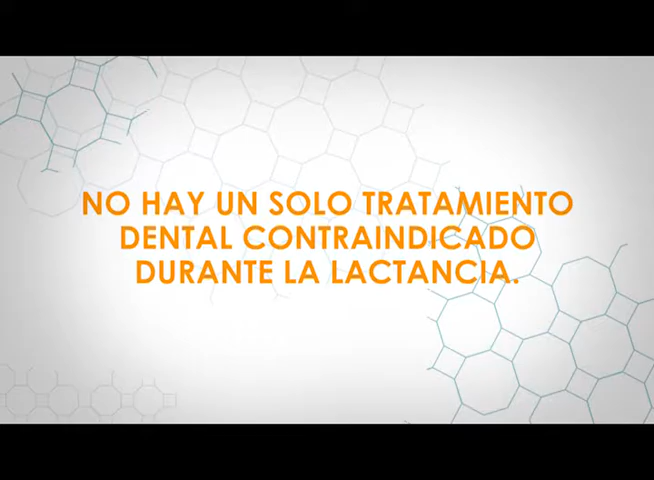 NO HAY UN SOLO TRATAMIENTO
DENTAL CONTRAINDICADO
DURANTE LA LACTANCIA.